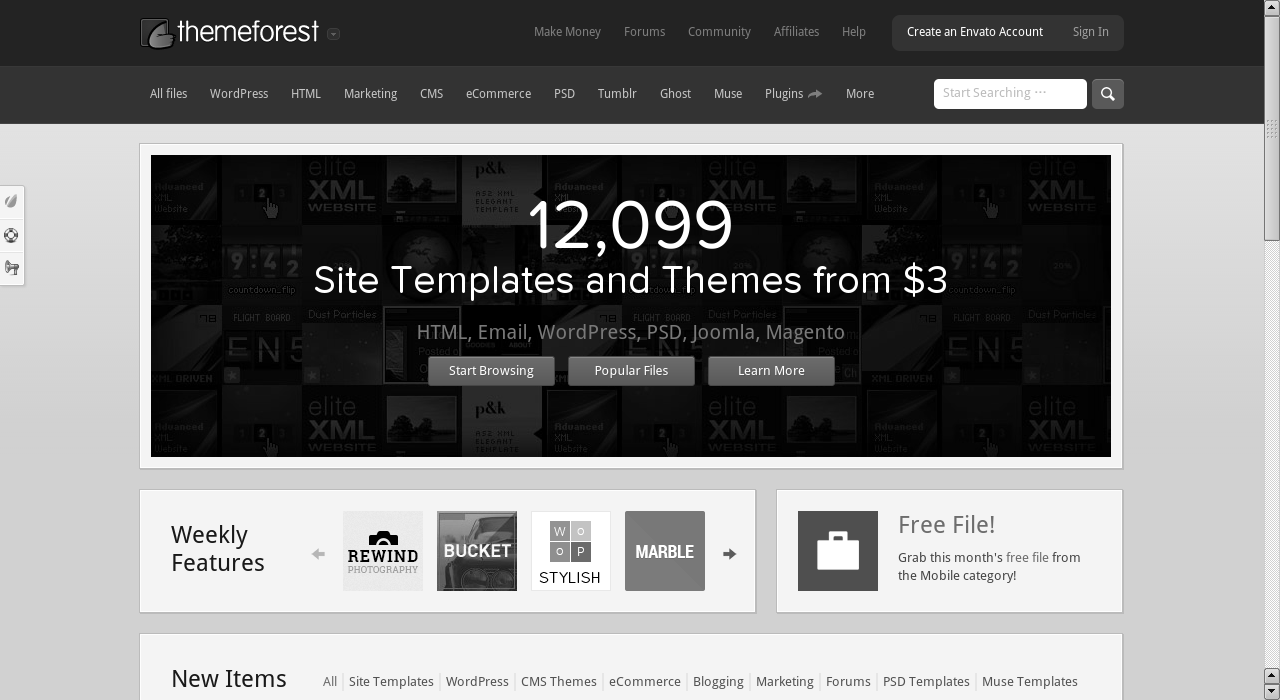 themeforest
Make Money Forums Community Affiliates Help Create an Envato Account Sign In
All files WordPress HTML Marketing CMS eCommerce PSD Tumblr Ghost Muse Plugins More Start Searching ...
12,099
Site Templates and Themes from $3
HTML, Email, WordPress, PSD, Joomla, Magento
Start Browsing Popular Files Learn More
Weekly
Features
REWIND
PHOTOGRAPHY
BUCKET
W O
O P
STYLISH
MARBLE
Free File!
Grab this month's free file from
the Mobile category!
New Items All Site Templates WordPress CMS Themes eCommerce Blogging Marketing Forums PSD Templates Muse Templates